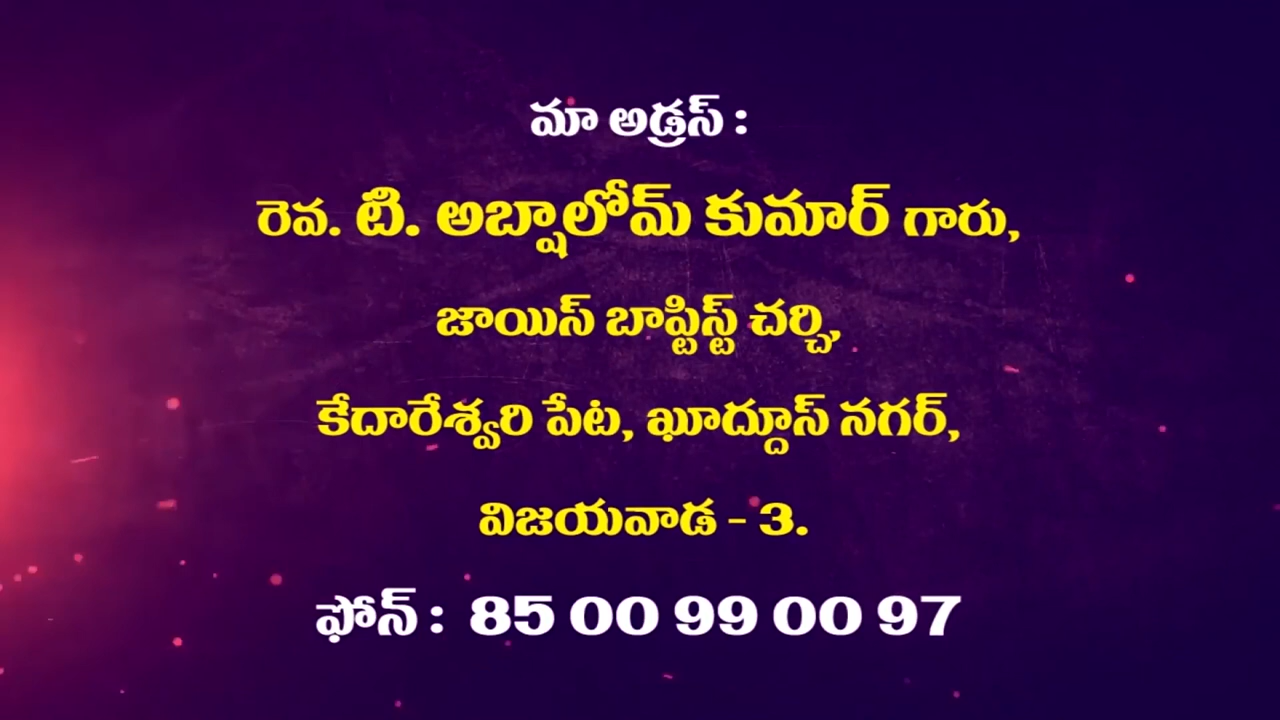 మా అడ్రస్ :
రెవ. టి. అబ్షాలోమ్ కుమార్ గారు,
జాయిస్ బాప్టిస్ట్ చర్చి,
కేదారేశ్వరి పేట, ఖూద్దూస్ నగర్,
విజయవాడ - 3.
ఫోన్ : 85 00 99 00 97